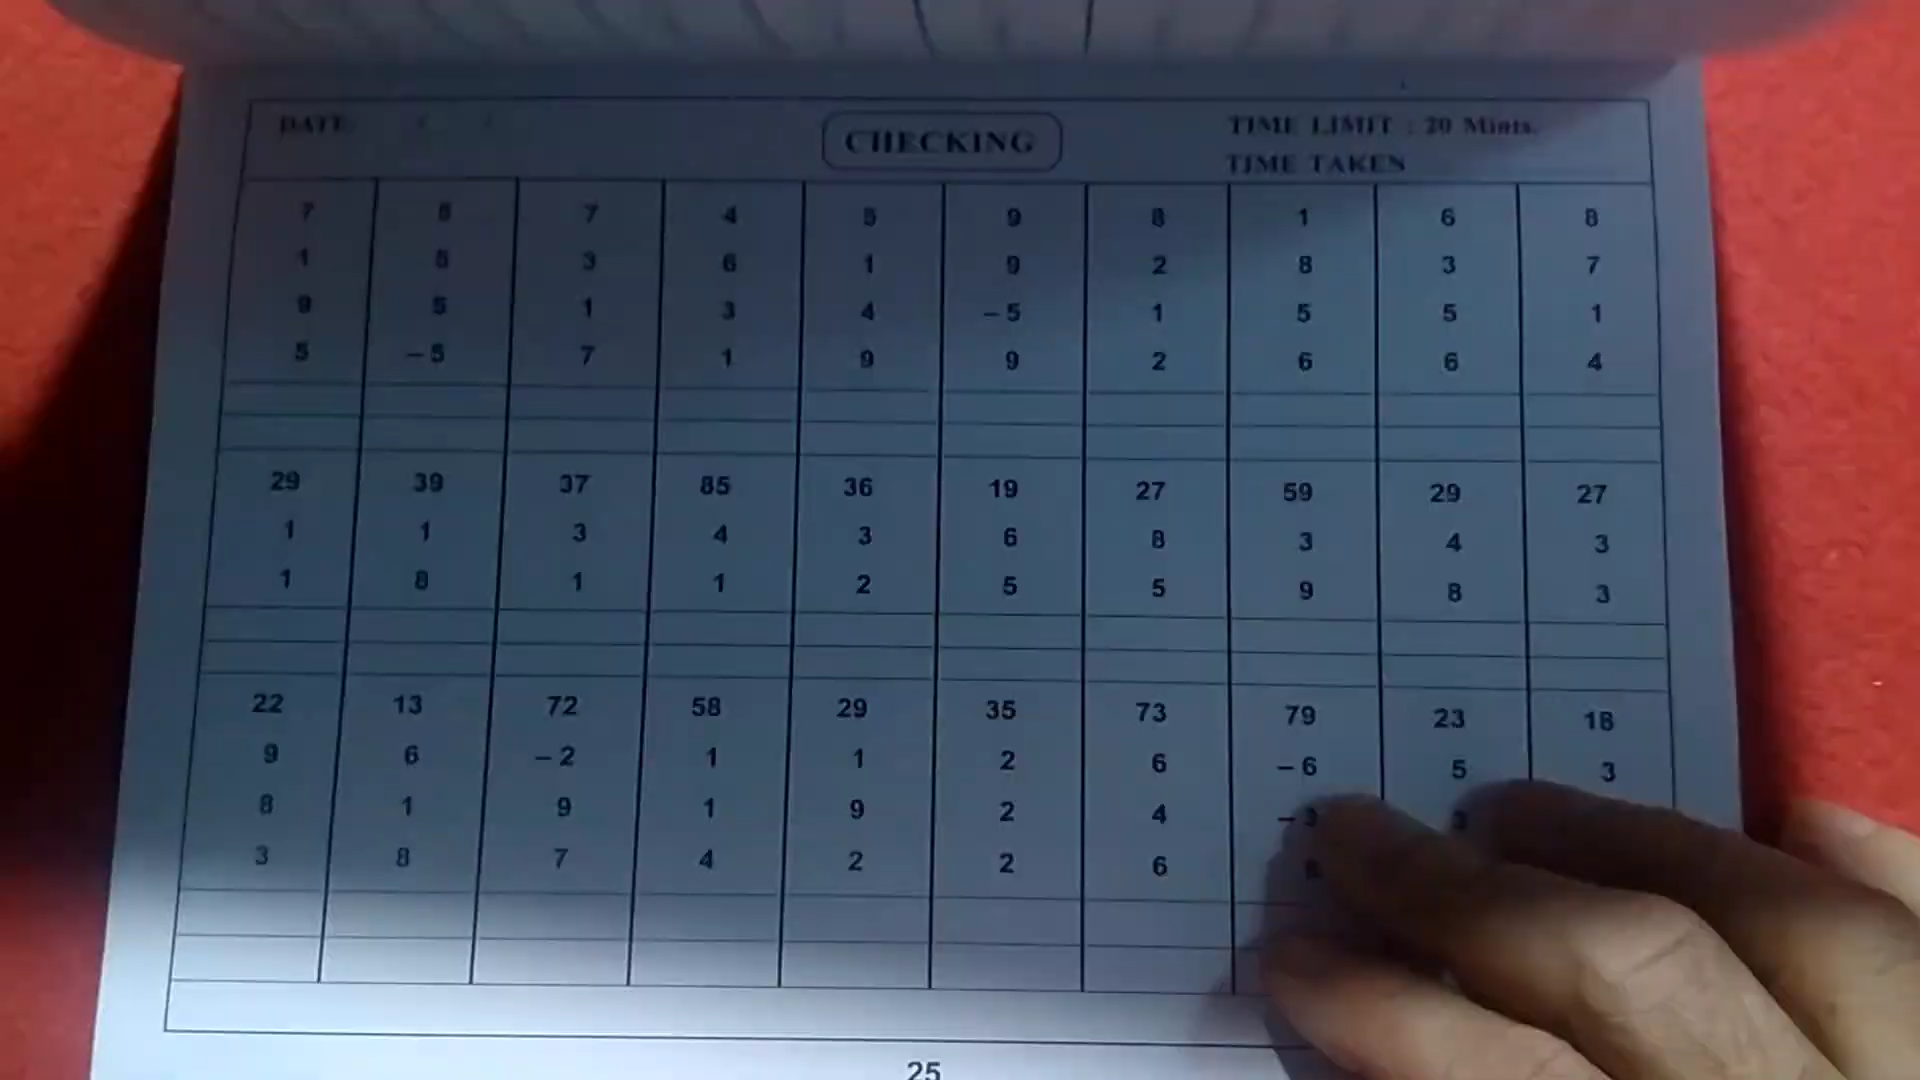 DATE
CHECKING
TIME LIMIT : 20 Mints.
TIME TAKEN
7 8 7 4 5 9 8 1 6 8
1 8 3 6 1 9 2 8 3 7
9 5 1 3 4 – 5 1 5 5 1
5 – 5 7 1 9 9 2 6 6 4
29 39 37 85 36 19 27 59 29 27
1 1 3 4 3 6 8 3 4 3
1 8 1 1 2 5 5 9 8 3
22 13 72 58 29 35 73 79 23 18
9 6 – 2 1 1 2 6 – 6 5 3
8 1 9 1 9 2 4 – 3 3
3 8 7 4 2 2 6
25